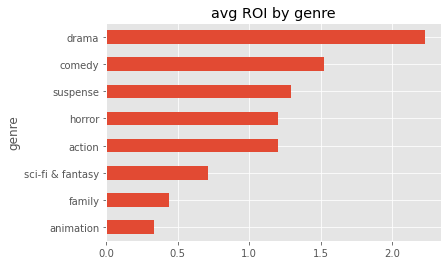 avg ROI by genre
drama
comedy
suspense
horror
action
sci-fi & fantasy
family
animation
genre
0.0 0.5 1.0 1.5 2.0